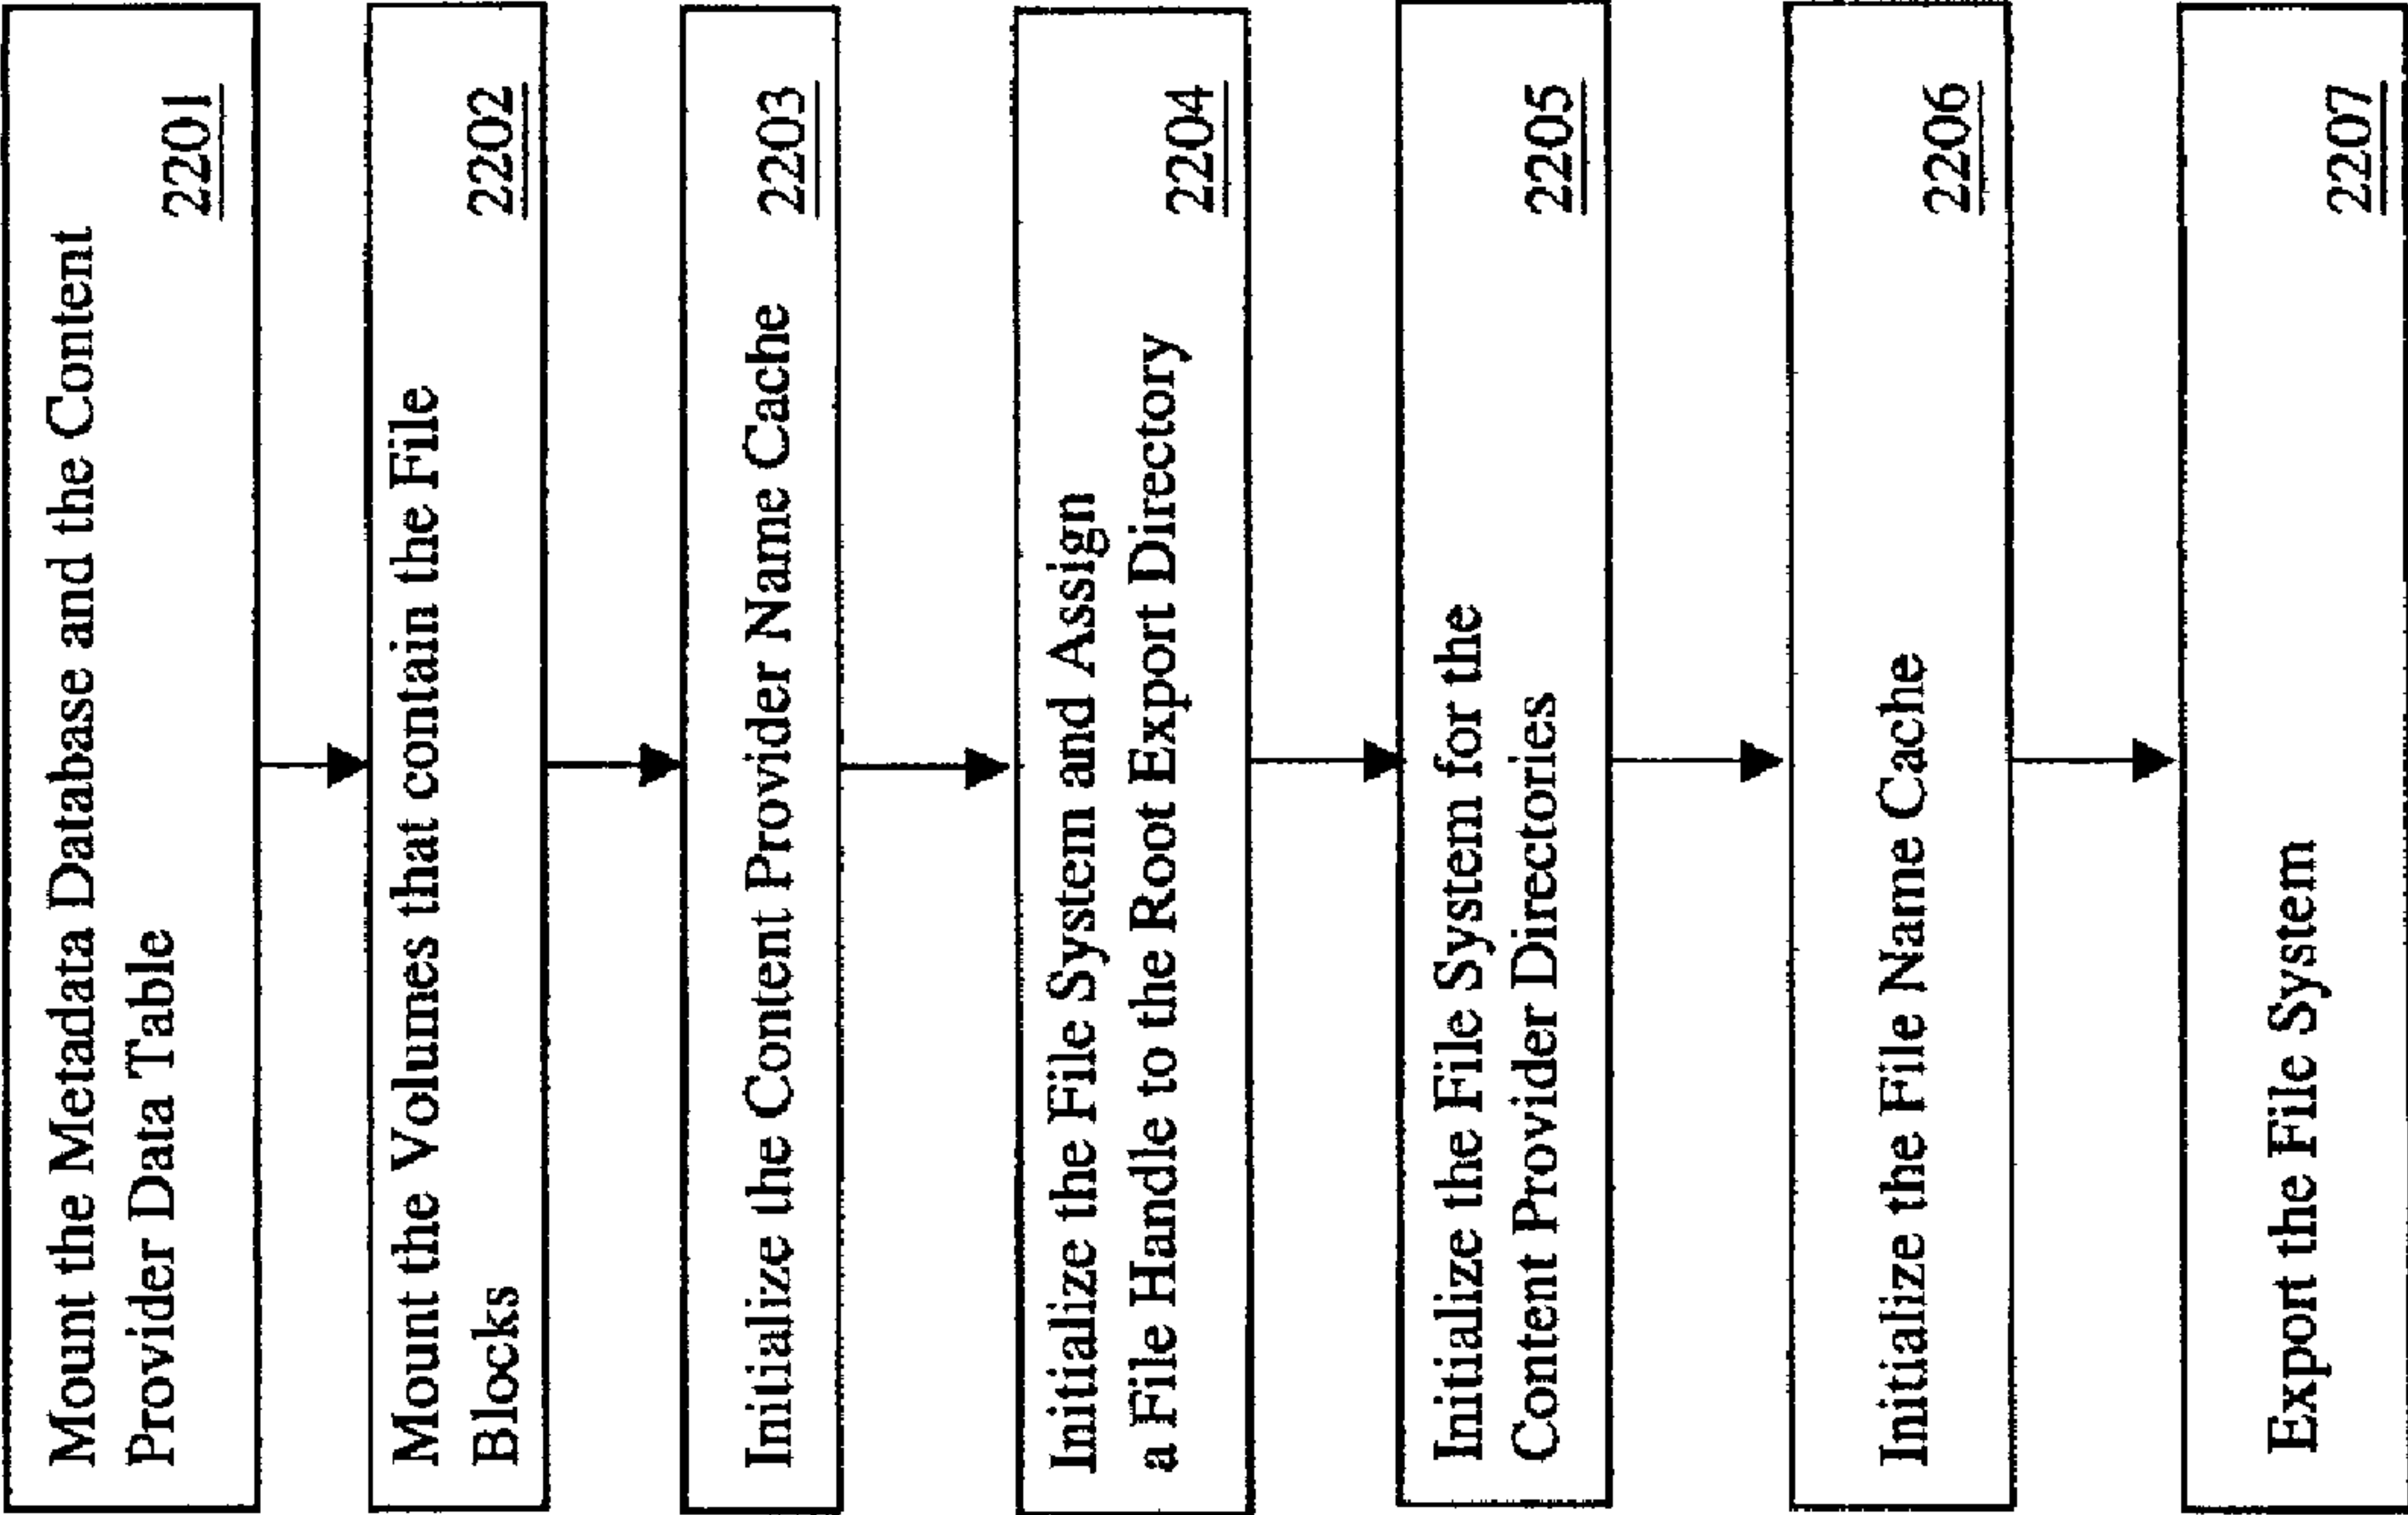 Mount the Metadata Database and the Content
Provider Data Table
2201
Mount the Volumes that contain the File
Blocks
2202
Initialize the Content Provider Name Cache
2203
Initialize the File System and Assign
a File Handle to the Root Export Directory
2204
Initialize the File System for the
Content Provider Directories
2205
Initialize the File Name Cache
2206
Export the File System
2207